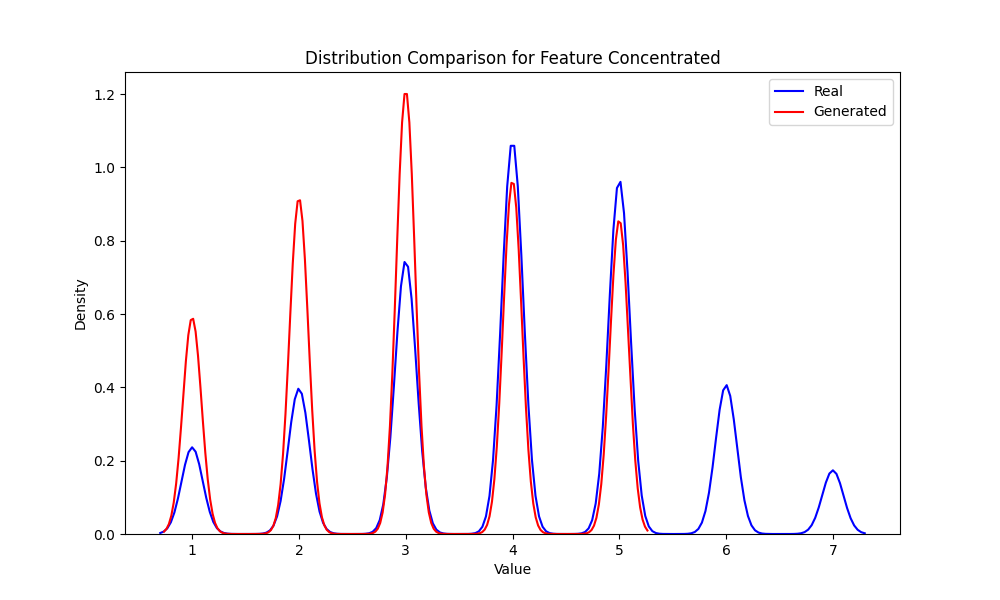 Distribution Comparison for Feature Concentrated
Real
Generated
1.2
1.0
0.8
0.6
0.4
0.2
0.0
Density
1 2 3 4 5 6 7
Value